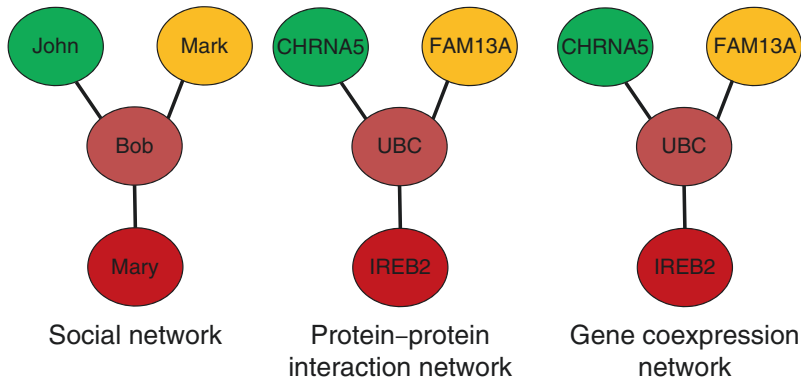 John
Mark
Bob
Mary
Social network
CHRNA5
FAM13A
UBC
IREB2
Protein–protein
interaction network
CHRNA5
FAM13A
UBC
IREB2
Gene coexpression
network